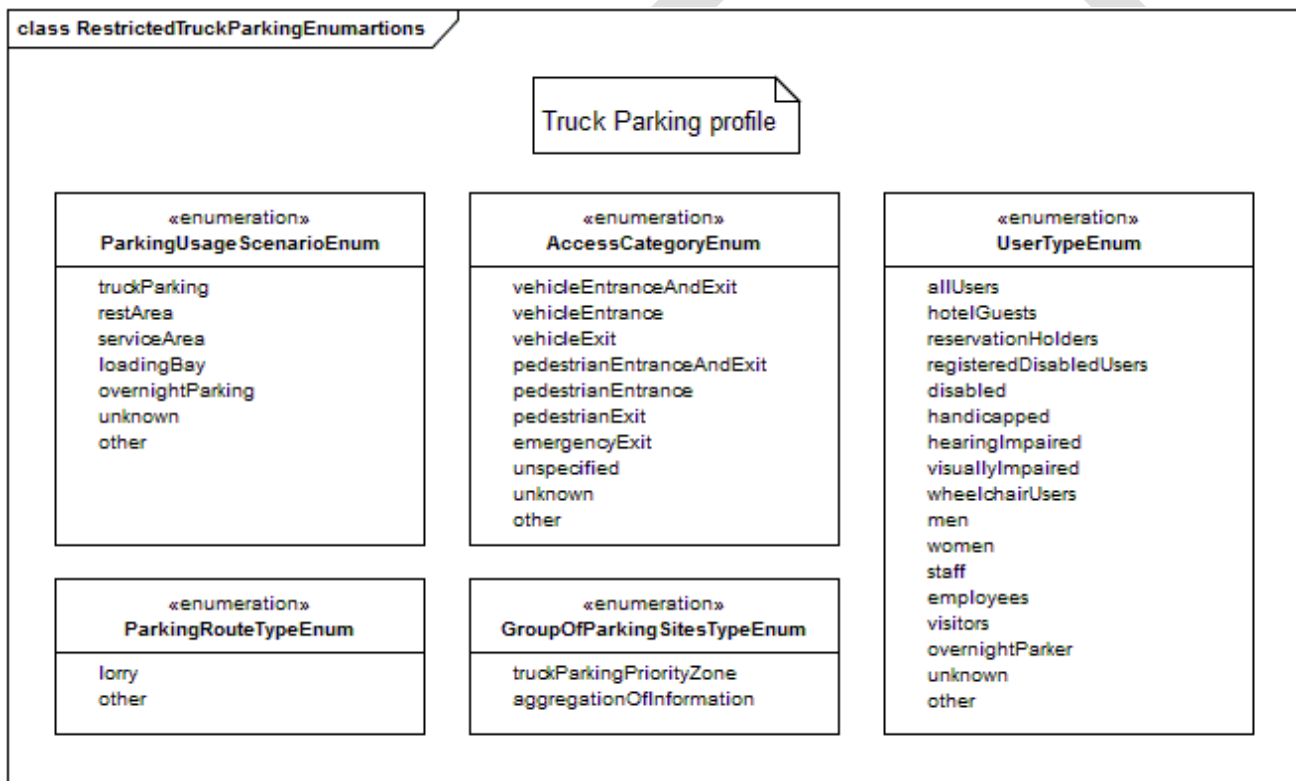 class RestrictedTruckParkingEnumartions
Truck Parking profile
«enumeration»
ParkingUsageScenarioEnum
truckParking
restArea
serviceArea
loadingBay
overnightParking
unknown
other
«enumeration»
AccessCategoryEnum
vehicleEntranceAndExit
vehicleEntrance
vehicleExit
pedestrianEntranceAndExit
pedestrianEntrance
pedestrianExit
emergencyExit
unspecified
unknown
other
«enumeration»
UserTypeEnum
allUsers
hotelGuests
reservationHolders
registeredDisabledUsers
disabled
handicapped
hearingImpaired
visuallyImpaired
wheelchairUsers
men
women
staff
employees
visitors
overnightParker
unknown
other
«enumeration»
ParkingRouteTypeEnum
lorry
other
«enumeration»
GroupOfParkingSitesTypeEnum
truckParkingPriorityZone
aggregationOfInformation